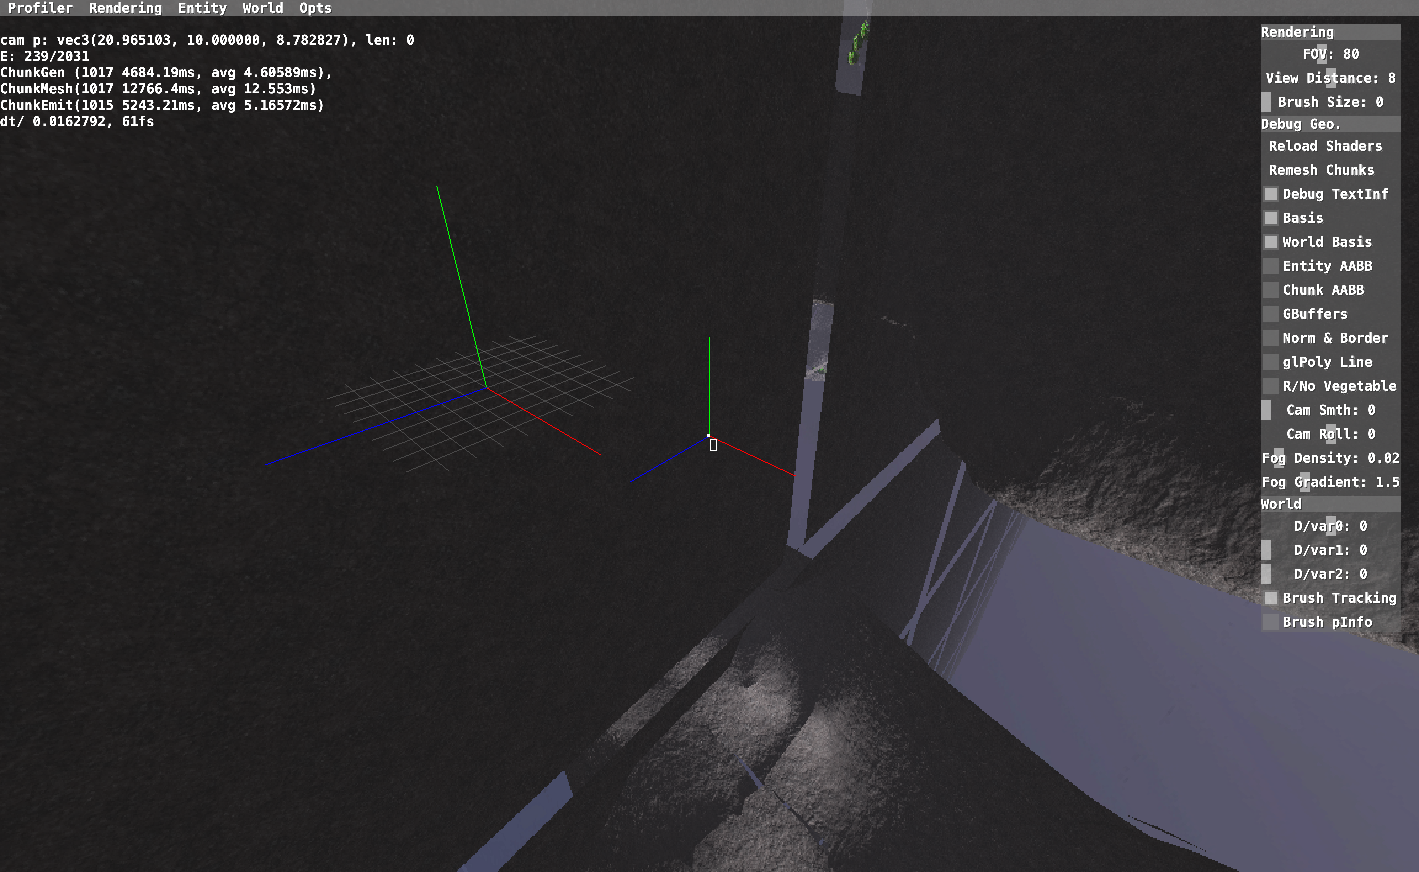 Profiler Rendering Entity World Opts
cam p: vec3(20.965103, 10.000000, 8.782827), len: 0
E: 239/2031
ChunkGen (1017 4684.19ms, avg 4.60589ms),
ChunkMesh(1017 12766.4ms, avg 12.553ms)
ChunkEmit(1015 5243.21ms, avg 5.16572ms)
dt/ 0.0162792, 61fs
Rendering
FOV: 80
View Distance: 8
Brush Size: 0
Debug Geo.
Reload Shaders
Remesh Chunks
Debug TextInf
Basis
World Basis
Entity AABB
Chunk AABB
GBuffers
Norm & Border
glPoly Line
R/No Vegetable
Cam Smth: 0
Cam Roll: 0
Fog Density: 0.02
Fog Gradient: 1.5
World
D/var0: 0
D/var1: 0
D/var2: 0
Brush Tracking
Brush pInfo